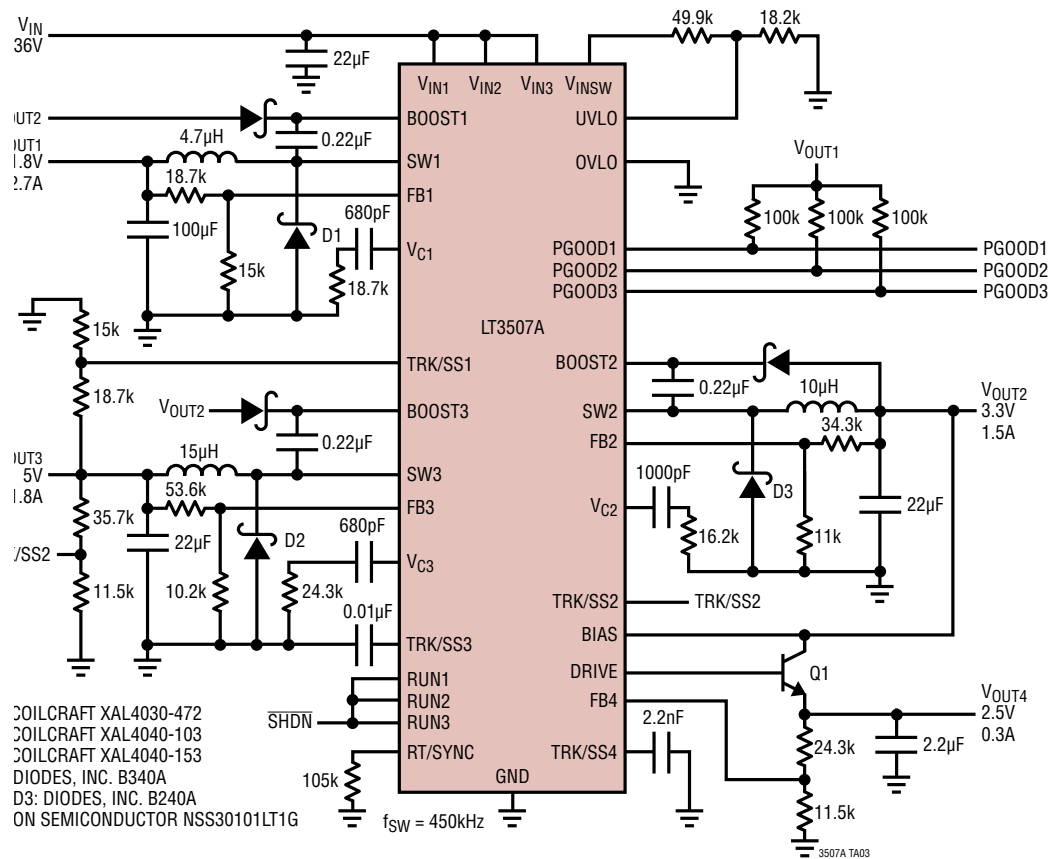 VIN
36V
22µF
49.9k
18.2k
VIN1
VIN2
VIN3
VINSW
BOOST1
UVLO
OUT2
0.22µF
4.7µH
SW1
OVLO
VOUT1
1.8V
2.7A
18.7k
FB1
100k
100k
100k
680pF
D1
100µF
VC1
PGOOD1
PGOOD1
15k
18.7k
PGOOD2
PGOOD2
PGOOD3
PGOOD3
LT3507A
15k
TRK/SS1
BOOST2
18.7k
0.22µF
10µH
VOUT2
BOOST3
SW2
VOUT2
3.3V
1.5A
34.3k
0.22µF
FB2
OUT3
5V
1.8A
15µH
SW3
1000pF
D3
53.6k
FB3
VC2
22µF
35.7k
680pF
22µF
D2
16.2k
11k
/SS2
VC3
11.5k
10.2k
24.3k
0.01µF
TRK/SS2
TRK/SS2
TRK/SS3
BIAS
RUN1
DRIVE
Q1
RUN2
FB4
SHDN
RUN3
VOUT4
2.5V
0.3A
2.2nF
24.3k
2.2µF
RT/SYNC
TRK/SS4
105k
GND
11.5k
fSW = 450kHz
COILCRAFT XAL4030-472
COILCRAFT XAL4040-103
COILCRAFT XAL4040-153
DIODES, INC. B340A
D3: DIODES, INC. B240A
ON SEMICONDUCTOR NSS30101LT1G
3507A TA03